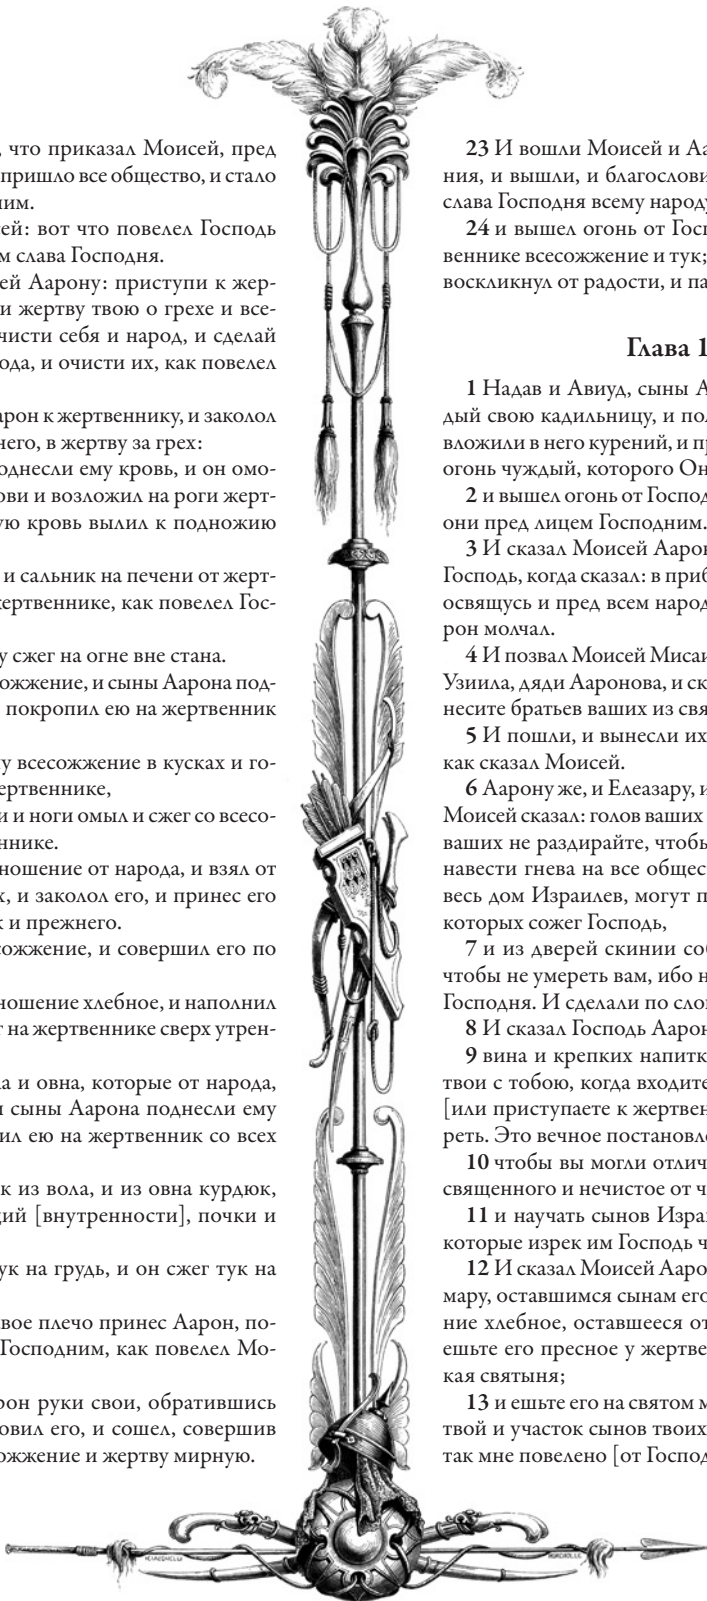 , что приказал Моисей, пред
пришло все общество, и стало
ним.
сей: вот что повелел Господь
м слава Господня.
ей Аарону: приступи к жер-
и жертву твою о грехе и все-
чисти себя и народ, и сделай
ода, и очисти их, как повелел
арон к жертвеннику, и заколол
него, в жертву за грех:
однесли ему кровь, и он омо-
ови и возложил на роги жерт-
ую кровь вылил к подножию
и сальник на печени от жерт-
жертвеннике, как повелел Гос-
у сжег на огне вне стана.
ожжение, и сыны Аарона под-
покропил ею на жертвенник
у всесожжение в кусках и го-
ертвеннике,
и и ноги омыл и сжег со всесо-
ннике.
ношение от народа, и взял от
х, и заколол его, и принес его
к и прежнего.
сожжение, и совершил его по
ношение хлебное, и наполнил
г на жертвеннике сверх утрен-
ла и овна, которые от народа,
и сыны Аарона поднесли ему
ил ею на жертвенник со всех
к из вола, и из овна курдюк,
щий [внутренности], почки и
ук на грудь, и он сжег тук на
авое плечо принес Аарон, по-
Господним, как повелел Мо-
рон руки свои, обратившись
овил его, и сошел, совершив
ожжение и жертву мирную.
23 И вошли Моисей и Аа
ния, и вышли, и благослови
слава Господня всему народу
24 и вышел огонь от Госп
веннике всесожжение и тук;
воскликнул от радости, и па
Глава 1
1 Надав и Авиуд, сыны А
дый свою кадильницу, и по
вложили в него курений, и пр
огонь чуждый, которого Он
2 и вышел огонь от Господ
они пред лицем Господним.
3 И сказал Моисей Аарон
Господь, когда сказал: в приб
освящусь и пред всем народ
рон молчал.
4 И позвал Моисей Мисаи
Узиила, дяди Ааронова, и ск
несите братьев ваших из свя
5 И пошли, и вынесли их
как сказал Моисей.
6 Аарону же, и Елеазару, и
Моисей сказал: голов ваших
ваших не раздирайте, чтобы
навести гнева на все общес
весь дом Израилев, могут п
которых сожег Господь,
7 и из дверей скинии соб
чтобы не умереть вам, ибо н
Господня. И сделали по слов
8 И сказал Господь Аарон
9 вина и крепких напитк
твои с тобою, когда входите
[или приступаете к жертвен
реть. Это вечное постановле
10 чтобы вы могли отлич
священного и нечистое от ч
11 и научать сынов Израи
которые изрек им Господь ч
12 И сказал Моисей Аарон
мару, оставшимся сынам его
ние хлебное, оставшееся от
ешьте его пресное у жертве
кая святыня;
13 и ешьте его на святом м
твой и участок сынов твоих
так мне повелено [от Господ